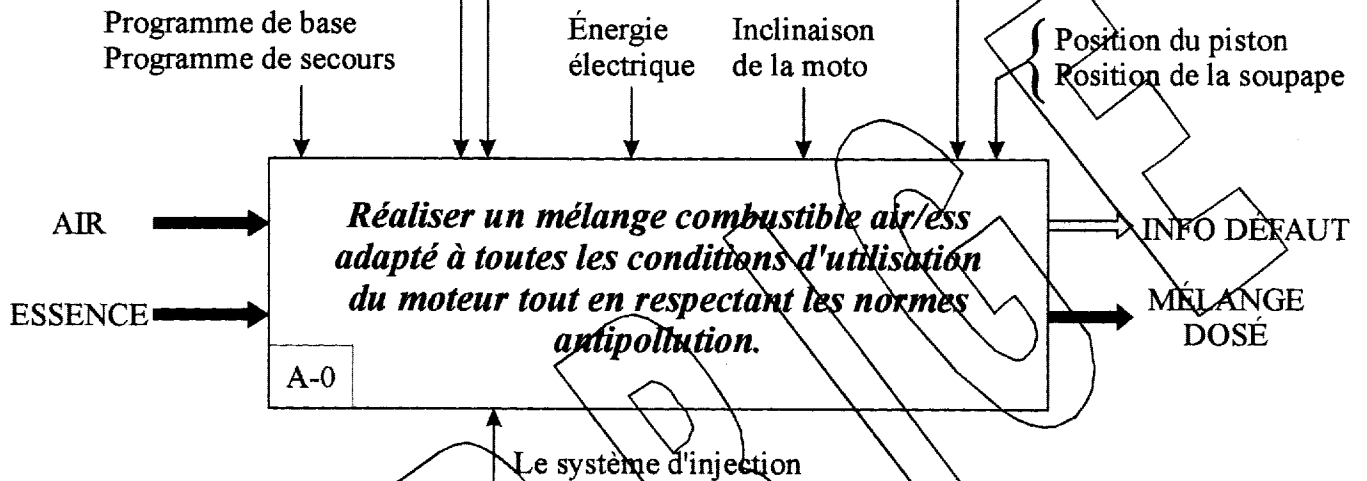 Programme de base
Programme de secours
Énergie
électrique
Inclinaison
de la moto
Position du piston
Position de la soupape
AIR
ESSENCE
Réaliser un mélange combustible air/ess
adapté à toutes les conditions d'utilisation
du moteur tout en respectant les normes
antipollution.
A-0
INFO DÉFAUT
MÉLANGE
DOSÉ
Le système d'injection